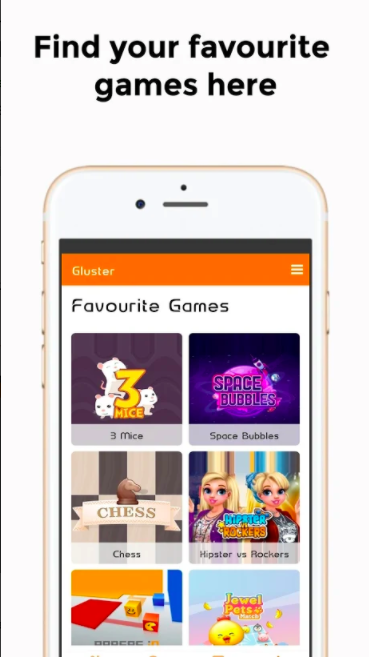 Find your favourite
games here
Gluster
Favourite Games
3
MICE
SPACE
BUBBLES
3 Mice
Space Bubbles
CHESS
HIPSTER
VS
ROCKERS
Chess
Hipster vs Rockers
Jewel
Pets
Match